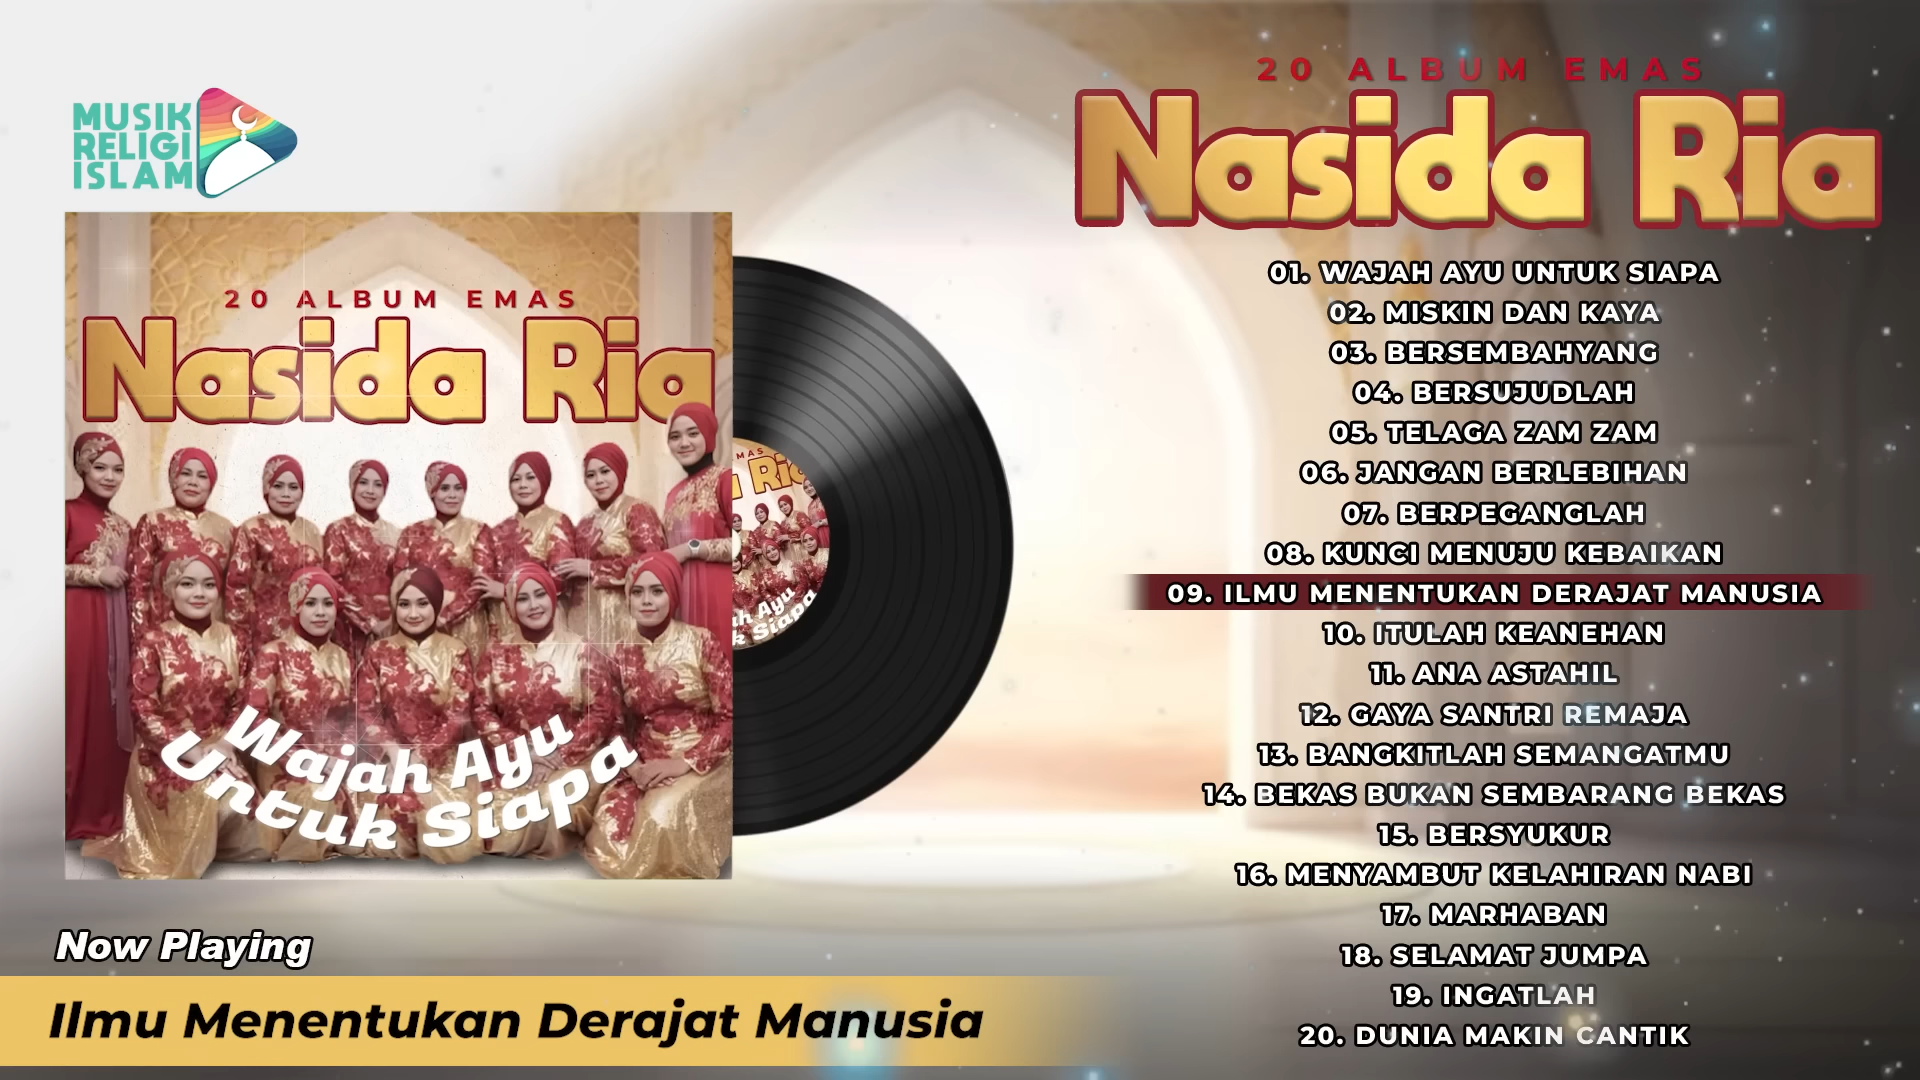 MUSIK
RELIGI
ISLAM
20 ALBUM EMAS
Nasida Ria
Wajah Ayu
Untuk Siapa
Now Playing
Ilmu Menentukan Derajat Manusia
20 ALBUM EMAS
Nasida Ria
01. WAJAH AYU UNTUK SIAPA
02. MISKIN DAN KAYA
03. BERSEMBAHYANG
04. BERSUJUDLAH
05. TELAGA ZAM ZAM
06. JANGAN BERLEBIHAN
07. BERPEGANGLAH
08. KUNCI MENUJU KEBAIKAN
09. ILMU MENENTUKAN DERAJAT MANUSIA
10. ITULAH KEANEHAN
11. ANA ASTAHIL
12. GAYA SANTRI REMAJA
13. BANGKITLAH SEMANGATMU
14. BEKAS BUKAN SEMBARANG BEKAS
15. BERSYUKUR
16. MENYAMBUT KELAHIRAN NABI
17. MARHABAN
18. SELAMAT JUMPA
19. INGATLAH
20. DUNIA MAKIN CANTIK